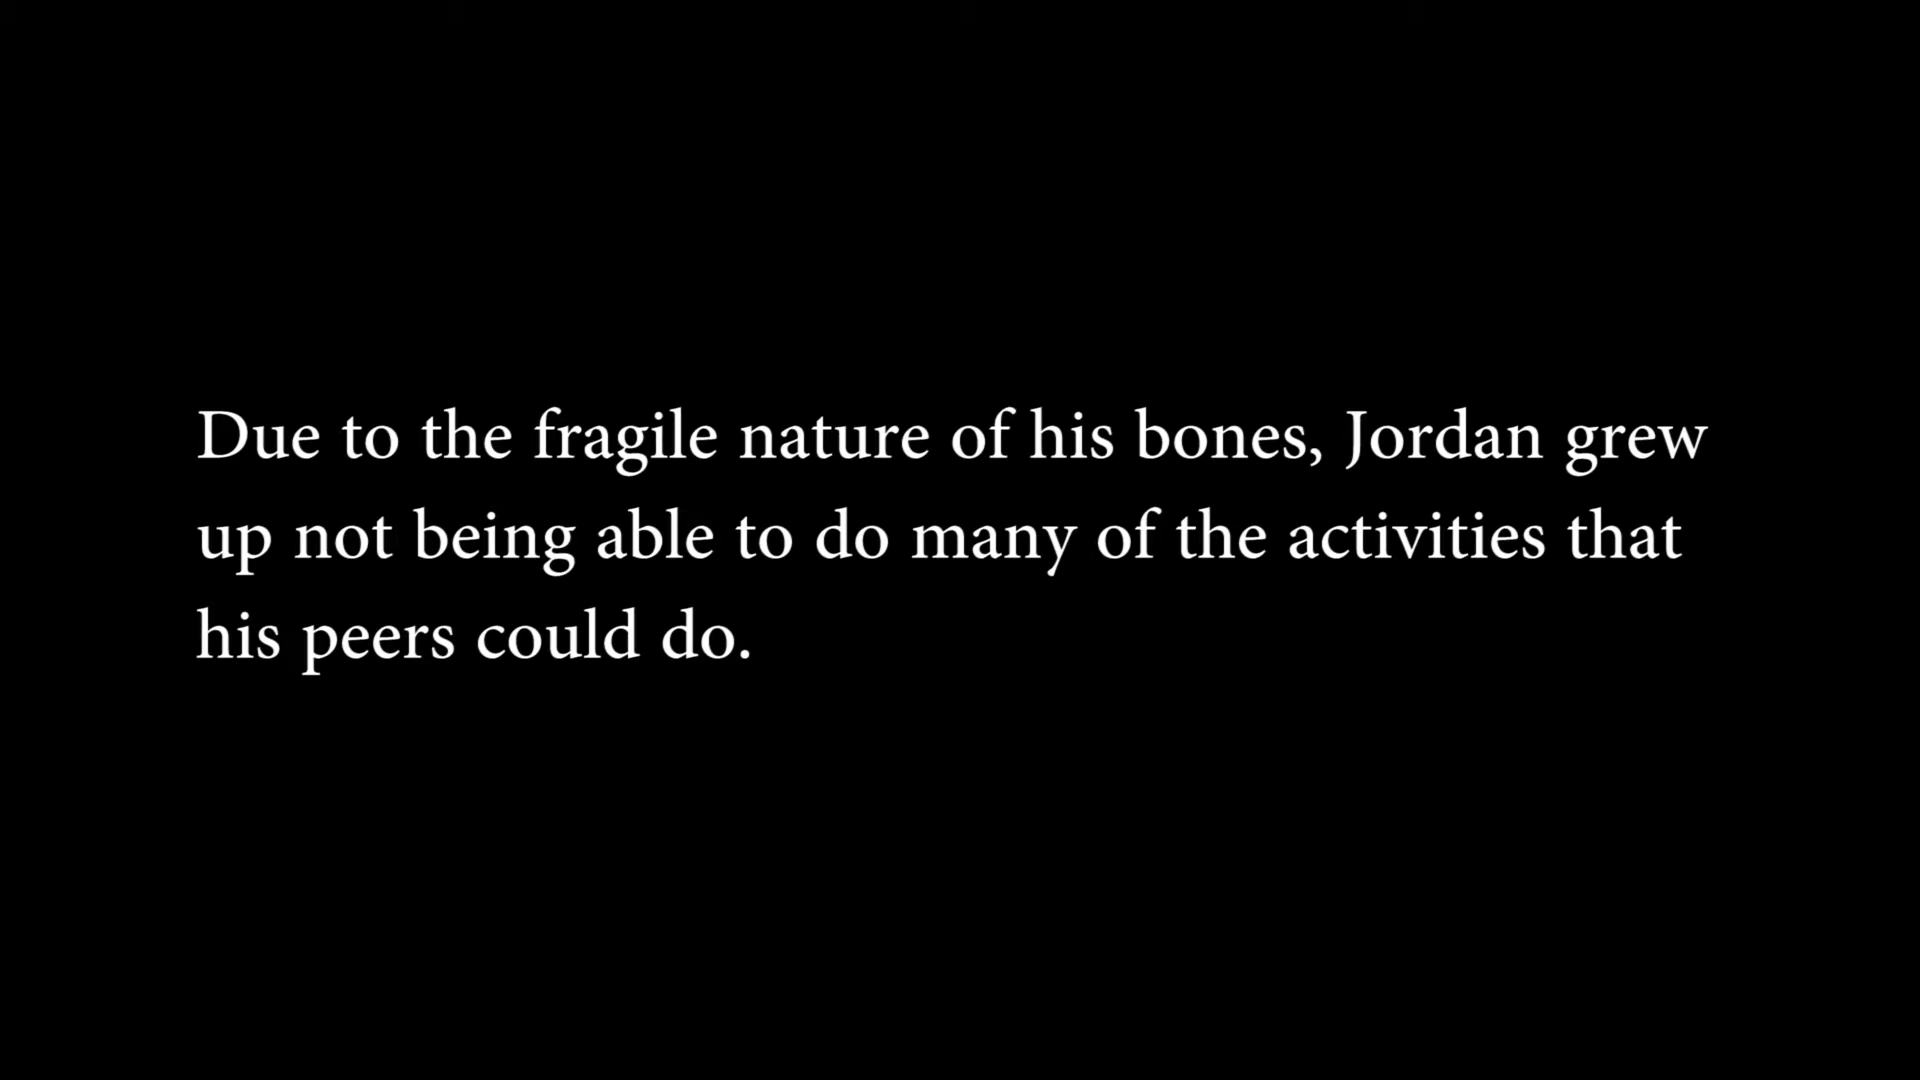 Due to the fragile nature of his bones, Jordan grew
up not being able to do many of the activities that
his peers could do.